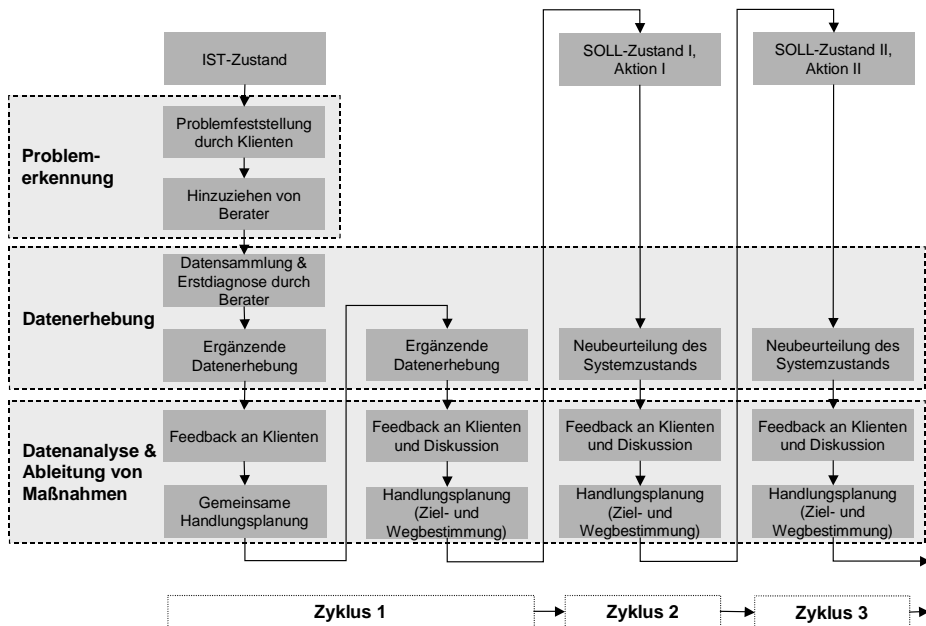 IST-Zustand
SOLL-Zustand I,
Aktion I
SOLL-Zustand II,
Aktion II
Problem-
erkennung
Problemfeststellung
durch Klienten
Hinzuziehen von
Berater
Datenerhebung
Datensammlung &
Erstdiagnose durch
Berater
Ergänzende
Datenerhebung
Ergänzende
Datenerhebung
Neubeurteilung des
Systemzustands
Neubeurteilung des
Systemzustands
Datenanalyse &
Ableitung von
Maßnahmen
Feedback an Klienten
Feedback an Klienten
und Diskussion
Feedback an Klienten
und Diskussion
Feedback an Klienten
und Diskussion
Gemeinsame
Handlungsplanung
Handlungsplanung
(Ziel- und
Wegbestimmung)
Handlungsplanung
(Ziel- und
Wegbestimmung)
Handlungsplanung
(Ziel- und
Wegbestimmung)
Zyklus 1
Zyklus 2
Zyklus 3